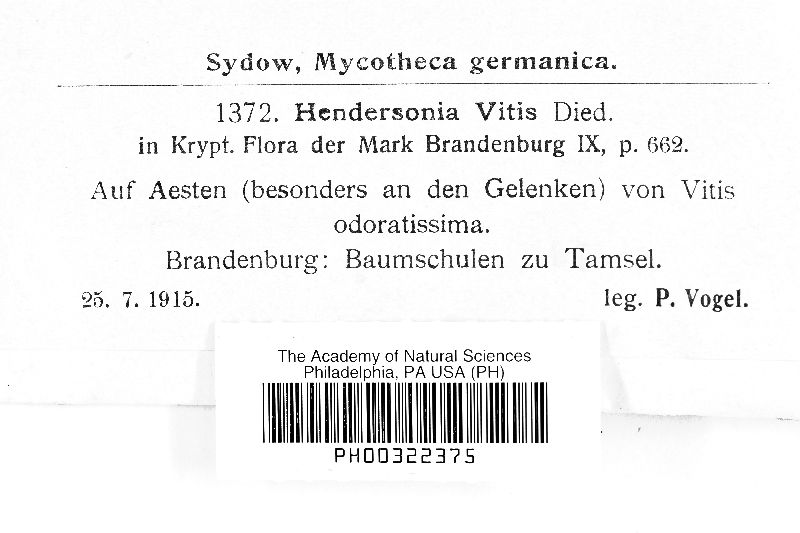 Sydow, Mycotheca germanica.
1372. Hendersonia Vitis Died.
in Krypt. Flora der Mark Brandenburg IX, p. 662.
Auf Aesten (besonders an den Gelenken) von Vitis
odoratissima.
Brandenburg: Baumschulen zu Tamsel.
25. 7. 1915. leg. P. Vogel.
The Academy of Natural Sciences
Philadelphia, PA USA (PH)
PH00322375